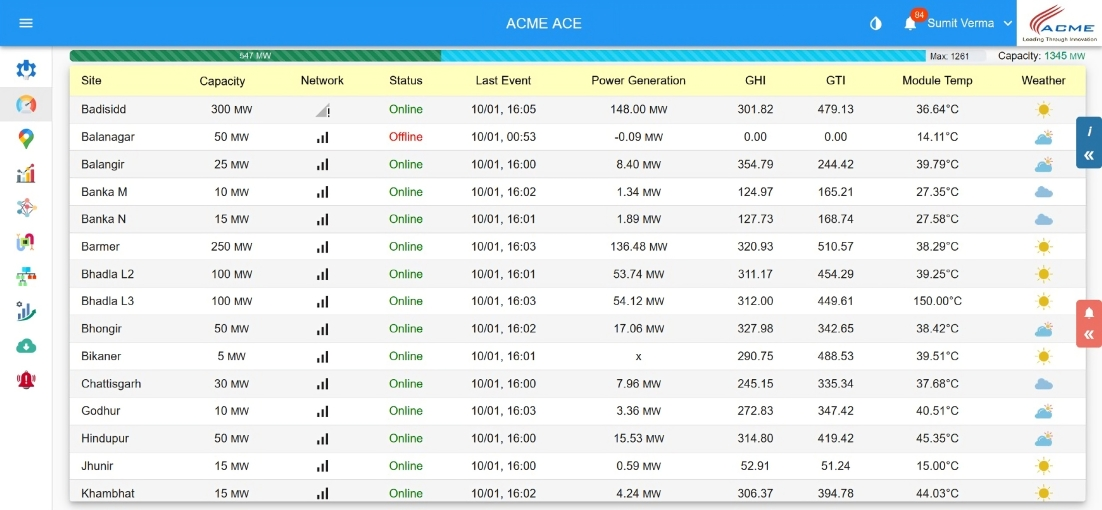 ACME ACE
84
Sumit Verma
ACME
Leading Through Innovation
547 MW
Max: 1261
Capacity: 1345 MW
Site Capacity Network Status Last Event Power Generation GHI GTI Module Temp Weather
Badisidd 300 MW Online 10/01, 16:05 148.00 MW 301.82 479.13 36.64°C
Balanagar 50 MW Offline 10/01, 00:53 -0.09 MW 0.00 0.00 14.11°C
Balangir 25 MW Online 10/01, 16:00 8.40 MW 354.79 244.42 39.79°C
Banka M 10 MW Online 10/01, 16:02 1.34 MW 124.97 165.21 27.35°C
Banka N 15 MW Online 10/01, 16:01 1.89 MW 127.73 168.74 27.58°C
Barmer 250 MW Online 10/01, 16:03 136.48 MW 320.93 510.57 38.29°C
Bhadla L2 100 MW Online 10/01, 16:01 53.74 MW 311.17 454.29 39.25°C
Bhadla L3 100 MW Online 10/01, 16:03 54.12 MW 312.00 449.61 150.00°C
Bhongir 50 MW Online 10/01, 16:02 17.06 MW 327.98 342.65 38.42°C
Bikaner 5 MW Online 10/01, 16:01 x 290.75 488.53 39.51°C
Chattisgarh 30 MW Online 10/01, 16:00 7.96 MW 245.15 335.34 37.68°C
Godhur 10 MW Online 10/01, 16:03 3.36 MW 272.83 347.42 40.51°C
Hindupur 50 MW Online 10/01, 16:00 15.53 MW 314.80 419.42 45.35°C
Jhunir 15 MW Online 10/01, 16:00 0.59 MW 52.91 51.24 15.00°C
Khambhat 15 MW Online 10/01, 16:02 4.24 MW 306.37 394.78 44.03°C